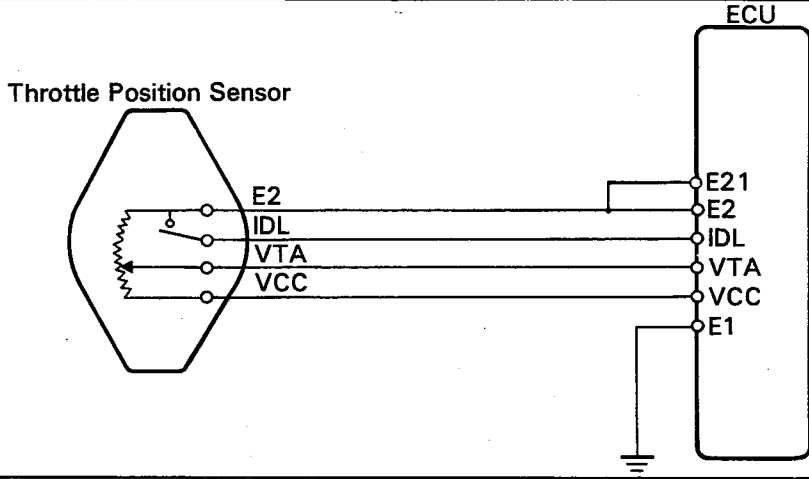 ECU
Throttle Position Sensor
E2
IDL
VTA
VCC
E21
E2
IDL
VTA
VCC
E1